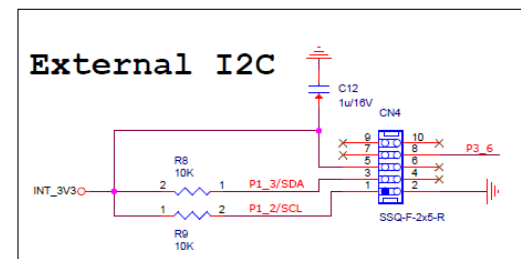 External I2C
C12
1u/16V
CN4
9 10
7 8 P3_6
5 6
3 4
1 2
R8
10K
INT_3V3
2 1 P1_3/SDA
1 2 P1_2/SCL
R9
10K
SSQ-F-2x5-R